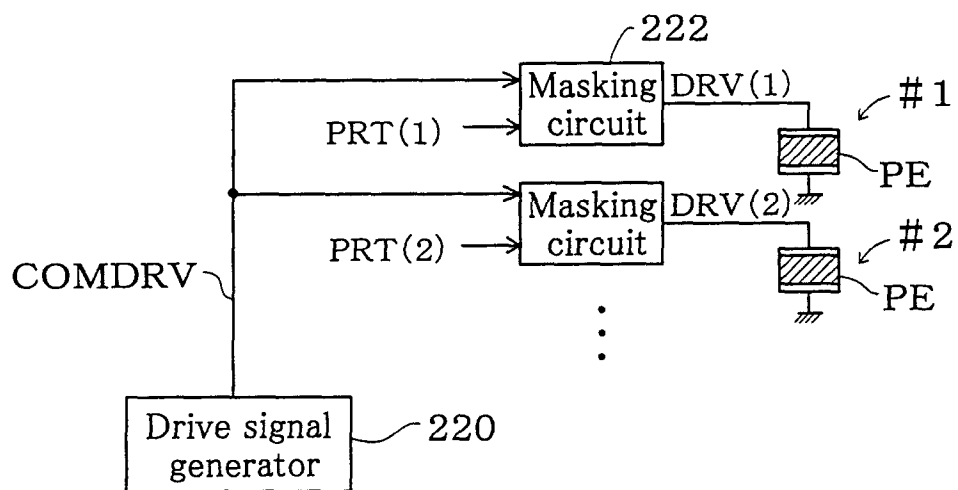 222
Masking
circuit
DRV(1)
#1
PRT(1)
PE
Masking
circuit
DRV(2)
#2
PRT(2)
PE
COMDRV
Drive signal
generator
220